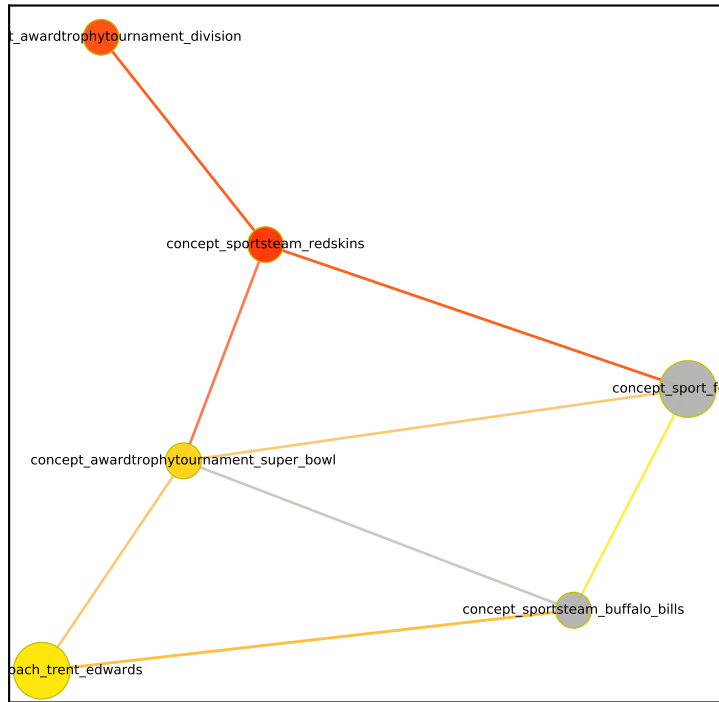 t_awardtrophytournament_division
concept_sportsteam_redskins
concept_sport_f
concept_awardtrophytournament_super_bowl
concept_sportsteam_buffalo_bills
oach_trent_edwards